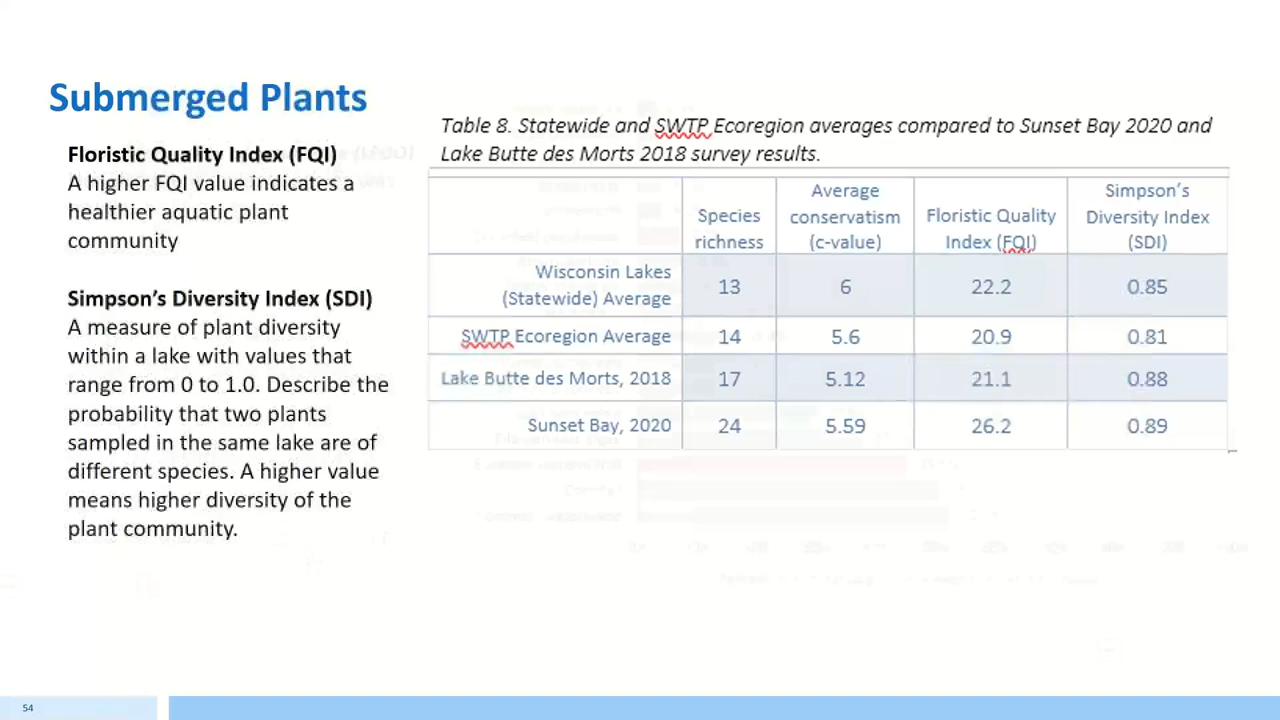 Submerged Plants
Floristic Quality Index (FQI)
A higher FQI value indicates a
healthier aquatic plant
community
Simpson's Diversity Index (SDI)
A measure of plant diversity
within a lake with values that
range from 0 to 1.0. Describe the
probability that two plants
sampled in the same lake are of
different species. A higher value
means higher diversity of the
plant community.
Table 8. Statewide and SWTP Ecoregion averages compared to Sunset Bay 2020 and
Lake Butte des Morts 2018 survey results.
Species richness Average conservatism (c-value) Floristic Quality Index (FQI) Simpson's Diversity Index (SDI)
Wisconsin Lakes (Statewide) Average 13 6 22.2 0.85
SWTP Ecoregion Average 14 5.6 20.9 0.81
Lake Butte des Morts, 2018 17 5.12 21.1 0.88
Sunset Bay, 2020 24 5.59 26.2 0.89
54